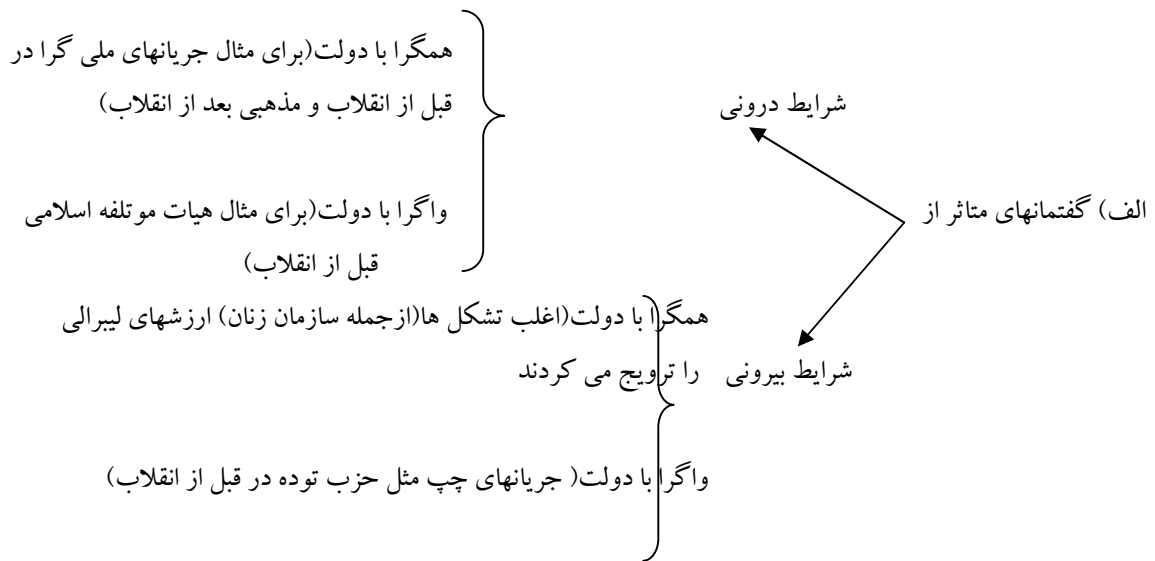 همگرا با دولت(برای مثال جریانهای ملی گرا در
قبل از انقلاب و مذهبی بعد از انقلاب)
شرایط درونی
الف) گفتمانهای متاثر از
واگرا با دولت(برای مثال هیات موتلفه اسلامی
قبل از انقلاب)
همگرا با دولت(اغلب تشکل ها(ازجمله سازمان زنان) ارزشهای لیبرالی
را ترویج می کردند
شرایط بیرونی
واگرا با دولت( جریانهای چپ مثل حزب توده در قبل از انقلاب)